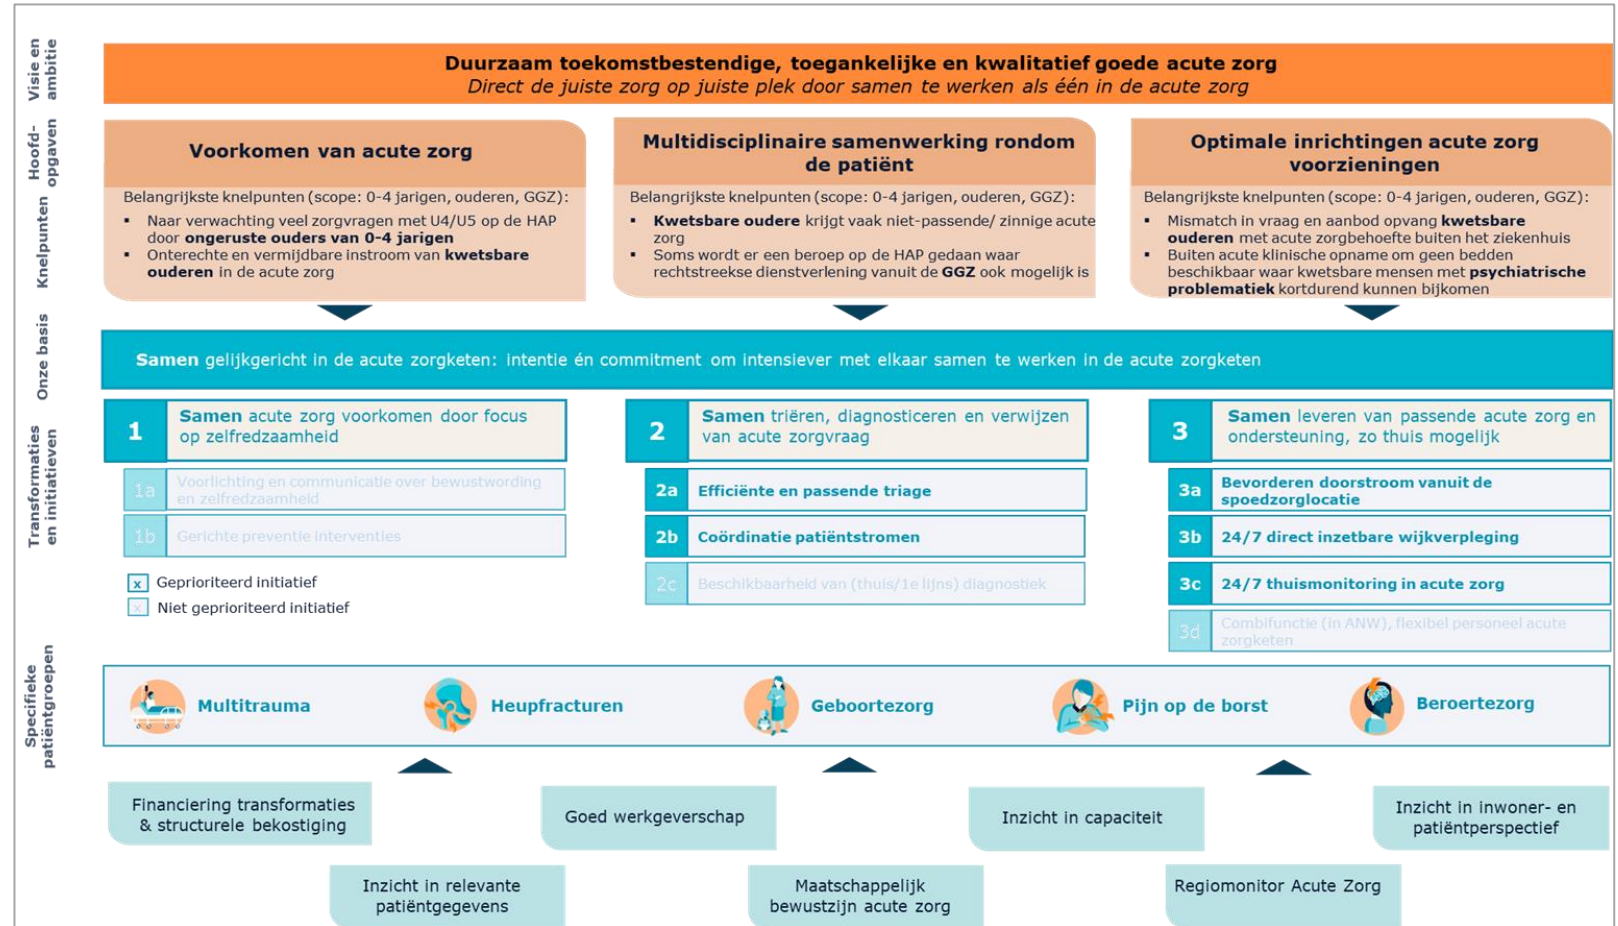 Visie en
ambitie
Duurzaam toekomstbestendige, toegankelijke en kwalitatief goede acute zorg
Direct de juiste zorg op juiste plek door samen te werken als één in de acute zorg
Hoofd-
opgaven
Voorkomen van acute zorg
Multidisciplinaire samenwerking rondom
de patiënt
Optimale inrichtingen acute zorg
voorzieningen
Knelpunten
Belangrijkste knelpunten (scope: 0-4 jarigen, ouderen, GGZ):
▪ Naar verwachting veel zorgvragen met U4/U5 op de HAP
door ongeruste ouders van 0-4 jarigen
▪ Onterechte en vermijdbare instroom van kwetsbare
ouderen in de acute zorg
Belangrijkste knelpunten (scope: 0-4 jarigen, ouderen, GGZ):
▪ Kwetsbare oudere krijgt vaak niet-passende/ zinnige acute
zorg
▪ Soms wordt er een beroep op de HAP gedaan waar
rechtstreekse dienstverlening vanuit de GGZ ook mogelijk is
Belangrijkste knelpunten (scope: 0-4 jarigen, ouderen, GGZ):
▪ Mismatch in vraag en aanbod opvang kwetsbare
ouderen met acute zorgbehoefte buiten het ziekenhuis
▪ Buiten acute klinische opname om geen bedden
beschikbaar waar kwetsbare mensen met psychiatrische
problematiek kortdurend kunnen bijkomen
Onze basis
Samen gelijkgericht in de acute zorgketen: intentie én commitment om intensiever met elkaar samen te werken in de acute zorgketen
Transformaties
en initiatieven
1
Samen acute zorg voorkomen door focus
op zelfredzaamheid
1a
Voorlichting en communicatie over bewustwording
en zelfredzaamheid
1b
Gerichte preventie interventies
x Geprioriteerd initiatief
x Niet geprioriteerd initiatief
2
Samen triëren, diagnosticeren en verwijzen
van acute zorgvraag
2a
Efficiënte en passende triage
2b
Coördinatie patiëntstromen
2c
Beschikbaarheid van (thuis/1e lijns) diagnostiek
3
Samen leveren van passende acute zorg en
ondersteuning, zo thuis mogelijk
3a
Bevorderen doorstroom vanuit de
spoedzorglocatie
3b
24/7 direct inzetbare wijkverpleging
3c
24/7 thuismonitoring in acute zorg
3d
Combifunctie (in ANW), flexibel personeel acute
zorgketen
Specifieke
patiëntgroepen
Multitrauma
Heupfracturen
Geboortezorg
Pijn op de borst
Beroertezorg
Financiering transformaties
& structurele bekostiging
Goed werkgeverschap
Inzicht in capaciteit
Inzicht in inwoner- en
patiëntperspectief
Inzicht in relevante
patiëntgegevens
Maatschappelijk
bewustzijn acute zorg
Regiomonitor Acute Zorg